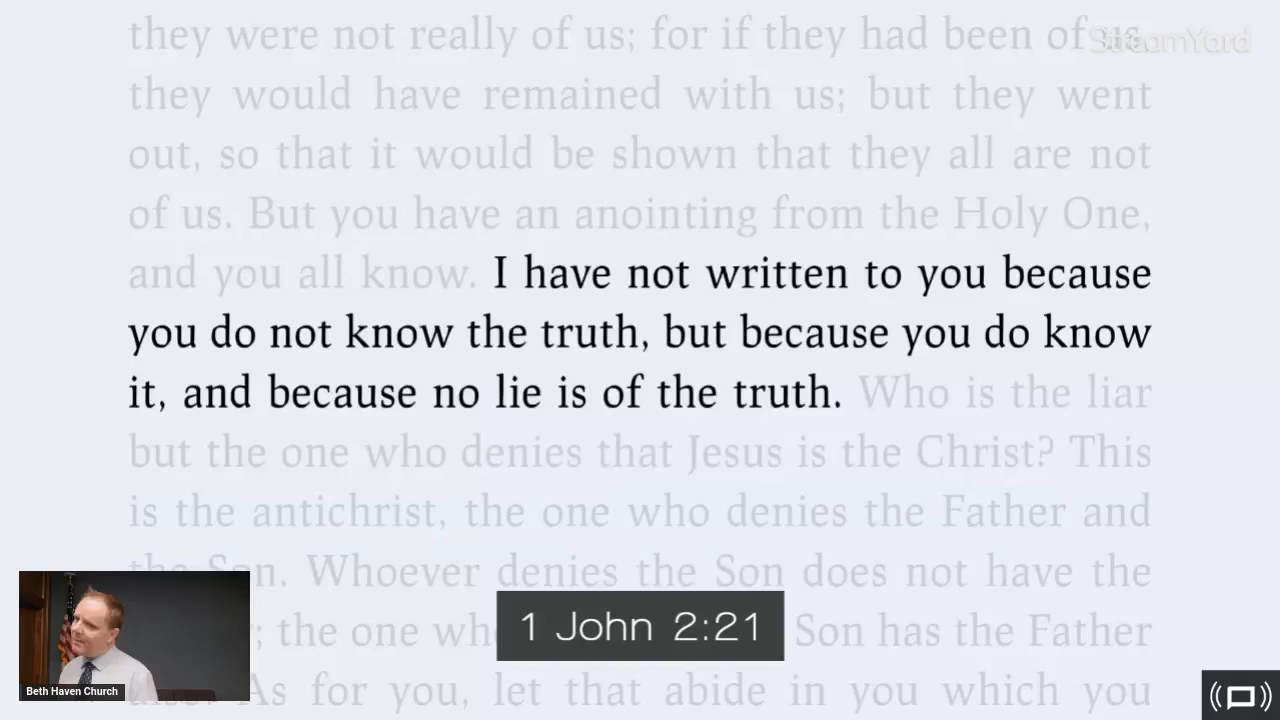 they were not really of us; for if they had been of us
StreamYard
they would have remained with us; but they went
out, so that it would be shown that they all are not
of us. But you have an anointing from the Holy One,
and you all know. I have not written to you because
you do not know the truth, but because you do know
it, and because no lie is of the truth. Who is the liar
but the one who denies that Jesus is the Christ? This
is the antichrist, the one who denies the Father and
the Son. Whoever denies the Son does not have the
; the one who Son has the Father
1 John 2:21
As for you, let that abide in you which you
Beth Haven Church